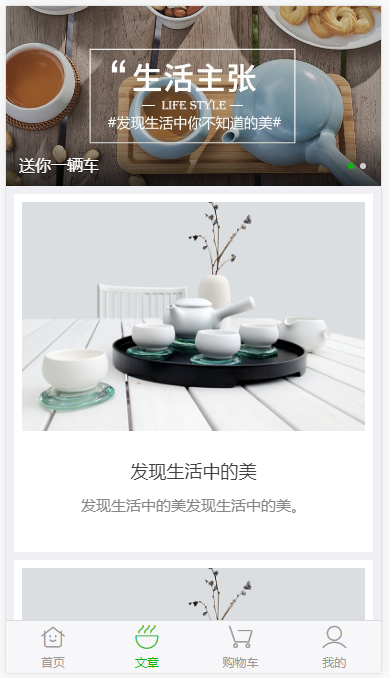 “生活主张
— LIFE STYLE —
#发现生活中你不知道的美#
送你一辆车
发现生活中的美
发现生活中的美发现生活中的美。
首页 文章 购物车 我的